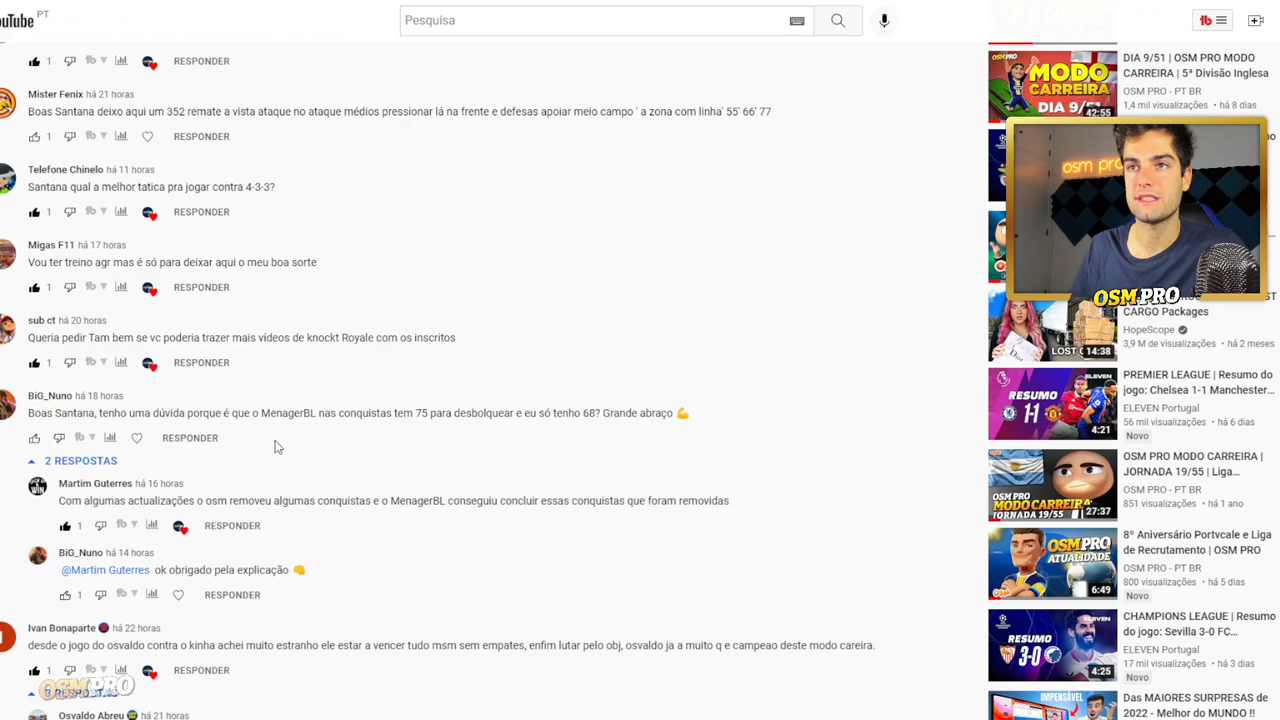 YouTube PT
Pesquisa
1 RESPONDER
Mister Fenix há 21 horas
Boas Santana deixo aqui um 352 remate a vista ataque no ataque médios pressionar lá na frente e defesas apoiar meio campo ´ a zona com linha´ 55´ 66´ 77
1 RESPONDER
Telefone Chinelo há 11 horas
Santana qual a melhor tatica pra jogar contra 4-3-3?
1 RESPONDER
Migas F11 há 17 horas
Vou ter treino agr mas é só para deixar aqui o meu boa sorte
1 RESPONDER
sub ct há 20 horas
Queria pedir Tam bem se vc poderia trazer mais vídeos de knockt Royale com os inscritos
1 RESPONDER
BiG_Nuno há 18 horas
Boas Santana, tenho uma dúvida porque é que o MenagerBL nas conquistas tem 75 para desbolquear e eu só tenho 68? Grande abraço 💪
RESPONDER
2 RESPOSTAS
Martim Guterres há 16 horas
Com algumas actualizações o osm removeu algumas conquistas e o MenagerBL conseguiu concluir essas conquistas que foram removidas
1 RESPONDER
BiG_Nuno há 14 horas
@Martim Guterres ok obrigado pela explicação 👊
1 RESPONDER
Ivan Bonaparte há 22 horas
desde o jogo do osvaldo contra o kinha achei muito estranho ele estar a vencer tudo msm sem empates, enfim lutar pelo obj, osvaldo ja a muito q e campeao deste modo careira.
1 RESPONDER
OSM PRO
Osvaldo Abreu há 21 horas
MODO
CARREIRA
DIA 9/51
42:55
DIA 9/51 | OSM PRO MODO
CARREIRA | 5ª Divisão Inglesa
OSM PRO - PT BR
1,4 mil visualizações • há 8 dias
osm pro
OSM.PRO
CARGO Packages
HopeScope
3,9 M de visualizações • há 2 meses
14:38
RESUMO
1-1
4:21
PREMIER LEAGUE | Resumo do
jogo: Chelsea 1-1 Manchester...
ELEVEN Portugal
56 mil visualizações • há 6 dias
Novo
OSM PRO
MODO CARREIRA
JORNADA 19/55
27:37
OSM PRO MODO CARREIRA |
JORNADA 19/55 | Liga...
OSM PRO - PT BR
851 visualizações • há 1 ano
OSM PRO
ATUALIDADE
6:49
8º Aniversário Portvcale e Liga
de Recrutamento | OSM PRO
OSM PRO - PT BR
800 visualizações • há 5 dias
Novo
RESUMO
3-0
4:25
CHAMPIONS LEAGUE | Resumo
do jogo: Sevilla 3-0 FC...
ELEVEN Portugal
17 mil visualizações • há 3 dias
Novo
IMPENSÁVEL
Das MAIORES SURPRESAS de
2022 - Melhor do MUNDO !!